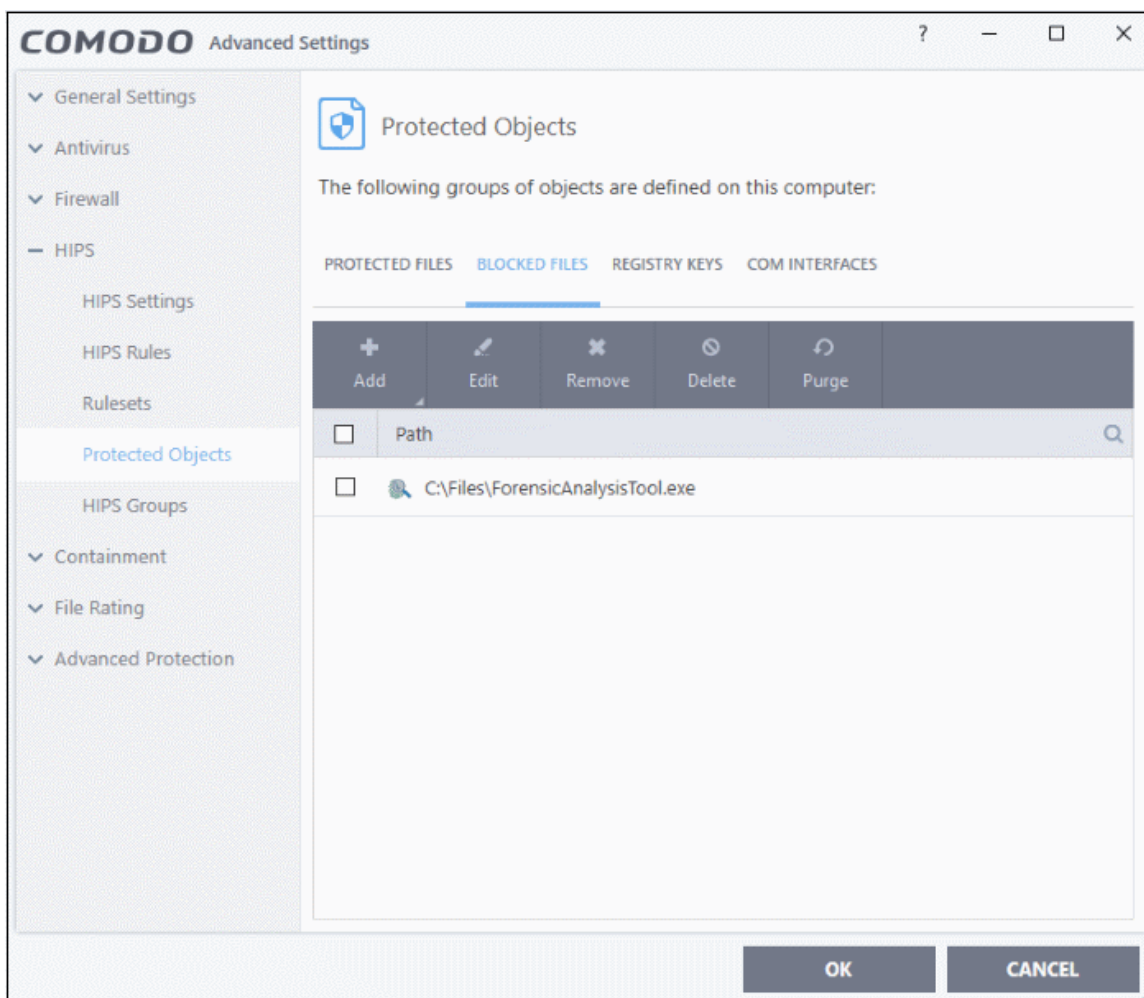 COMODO Advanced Settings ?
General Settings
Antivirus
Firewall
HIPS
HIPS Settings
HIPS Rules
Rulesets
Protected Objects
HIPS Groups
Containment
File Rating
Advanced Protection
Protected Objects
The following groups of objects are defined on this computer:
PROTECTED FILES BLOCKED FILES REGISTRY KEYS COM INTERFACES
Add Edit Remove Delete Purge
Path
C:\Files\ForensicAnalysisTool.exe
OK CANCEL